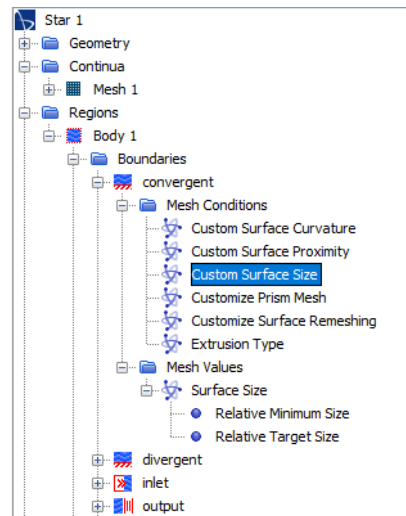 Star 1
Geometry
Continua
Mesh 1
Regions
Body 1
Boundaries
convergent
Mesh Conditions
Custom Surface Curvature
Custom Surface Proximity
Custom Surface Size
Customize Prism Mesh
Customize Surface Remeshing
Extrusion Type
Mesh Values
Surface Size
Relative Minimum Size
Relative Target Size
divergent
inlet
output